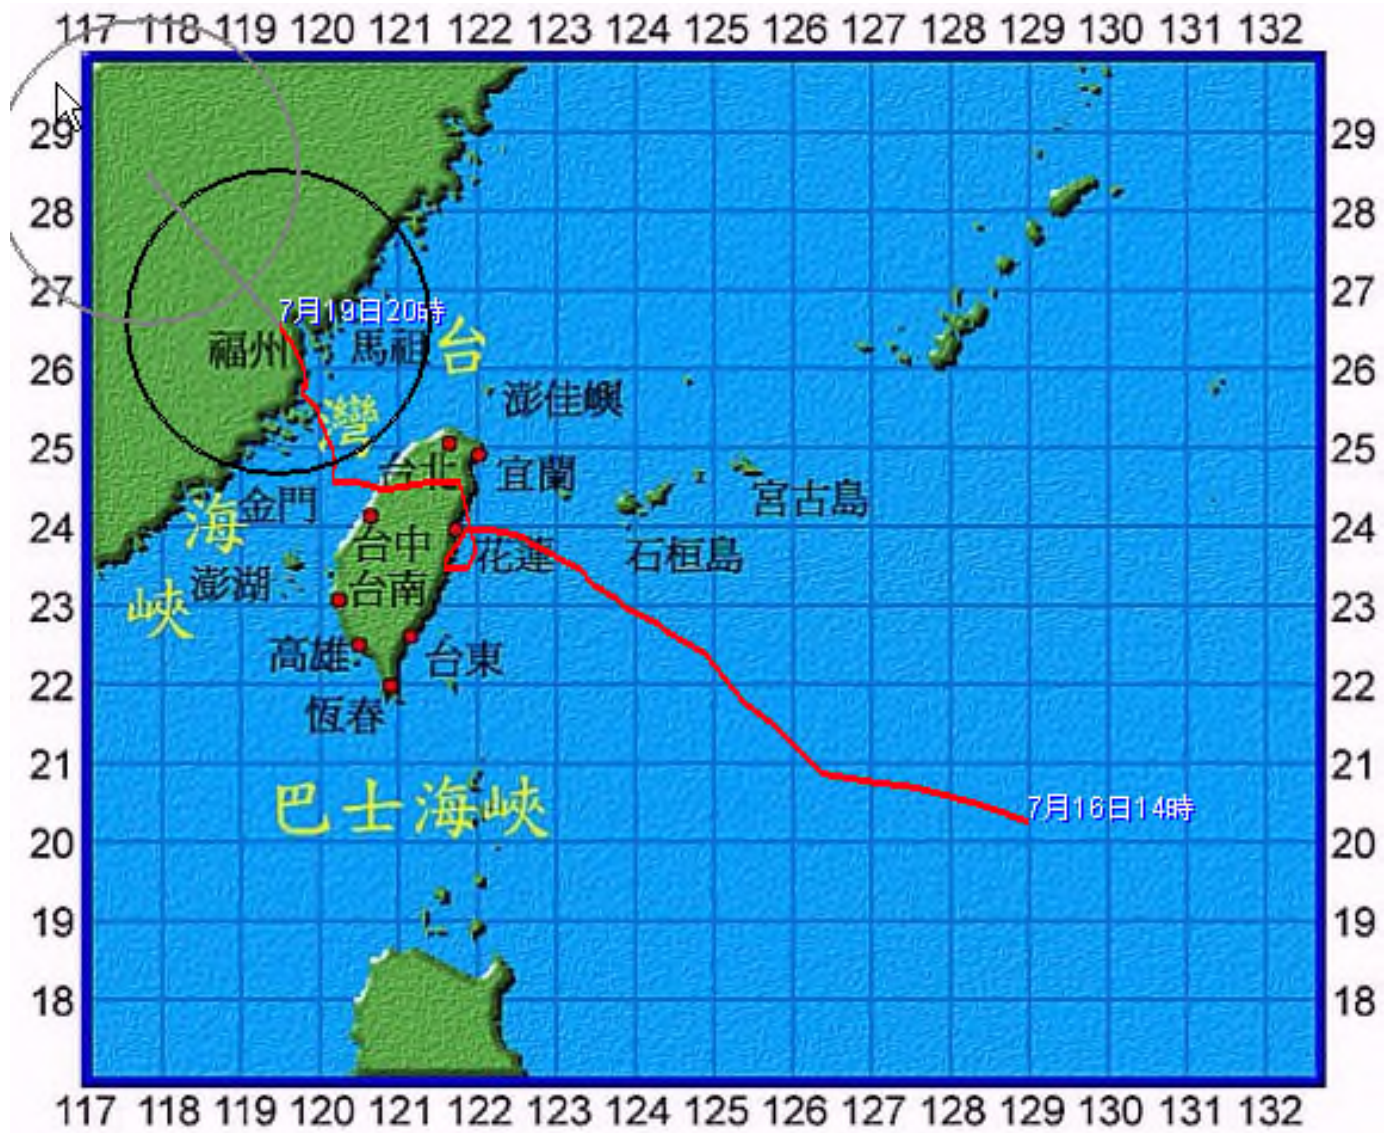 117 118 119 120 121 122 123 124 125 126 127 128 129 130 131 132
29 29
28 28
27 27
7月19日20時
福州 馬祖 台
26 26
澎佳嶼
灣
25 25
台北 宜蘭
金門 宮古島
海
24 24
台中 花蓮 石垣島
澎湖 台南
峽
23 23
高雄 台東
22 22
恆春
21 21
巴士海峽
7月16日14時
20 20
19 19
18 18
117 118 119 120 121 122 123 124 125 126 127 128 129 130 131 132